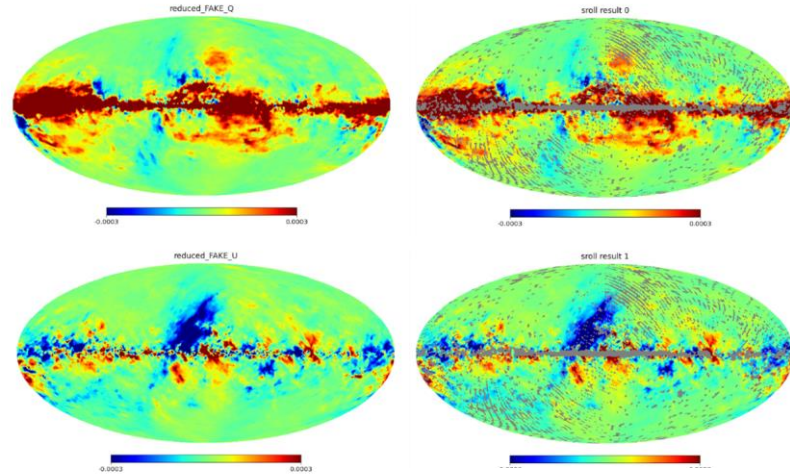 reduced_FAKE_Q
sroll result 0
-0.0003 0.0003
-0.0003 0.0003
reduced_FAKE_U
sroll result 1
-0.0003 0.0003